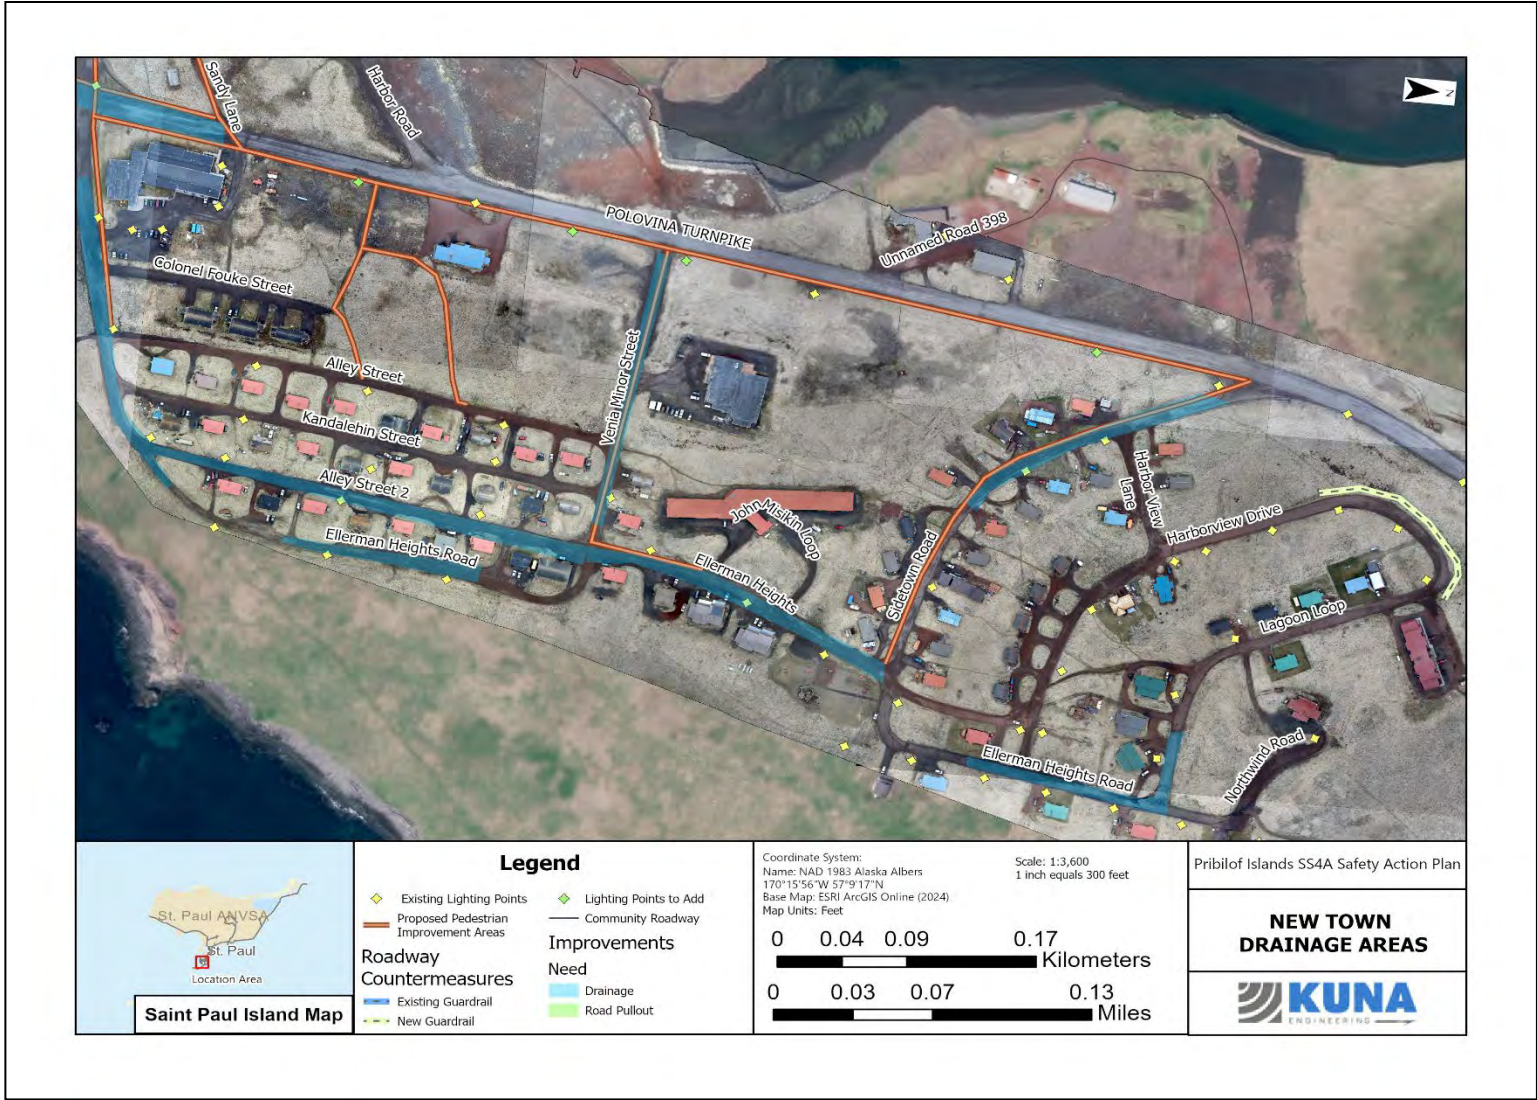 Sandy Lane
Harbor Road
N
POLOVINA TURNPIKE
Unnamed Road 398
Colonel Fouke Street
Venia Minor Street
Alley Street
Kandalehin Street
Alley Street 2
Ellerman Heights Road
John Misikin Loop
Ellerman Heights
Sidetown Road
Harbor View
Lane
Harborview Drive
Lagoon Loop
Ellerman Heights Road
Northwind Road
St. Paul ANVSA
St. Paul
Location Area
Saint Paul Island Map
Legend
Existing Lighting Points
Proposed Pedestrian
Improvement Areas
Roadway
Countermeasures
Existing Guardrail
New Guardrail
Lighting Points to Add
Community Roadway
Improvements
Need
Drainage
Road Pullout
Coordinate System:
Name: NAD 1983 Alaska Albers
170°15'56"W 57°9'17"N
Base Map: ESRI ArcGIS Online (2024)
Map Units: Feet
Scale: 1:3,600
1 inch equals 300 feet
0 0.04 0.09 0.17
Kilometers
0 0.03 0.07 0.13
Miles
Pribilof Islands SS4A Safety Action Plan
NEW TOWN
DRAINAGE AREAS
KUNA
ENGINEERING